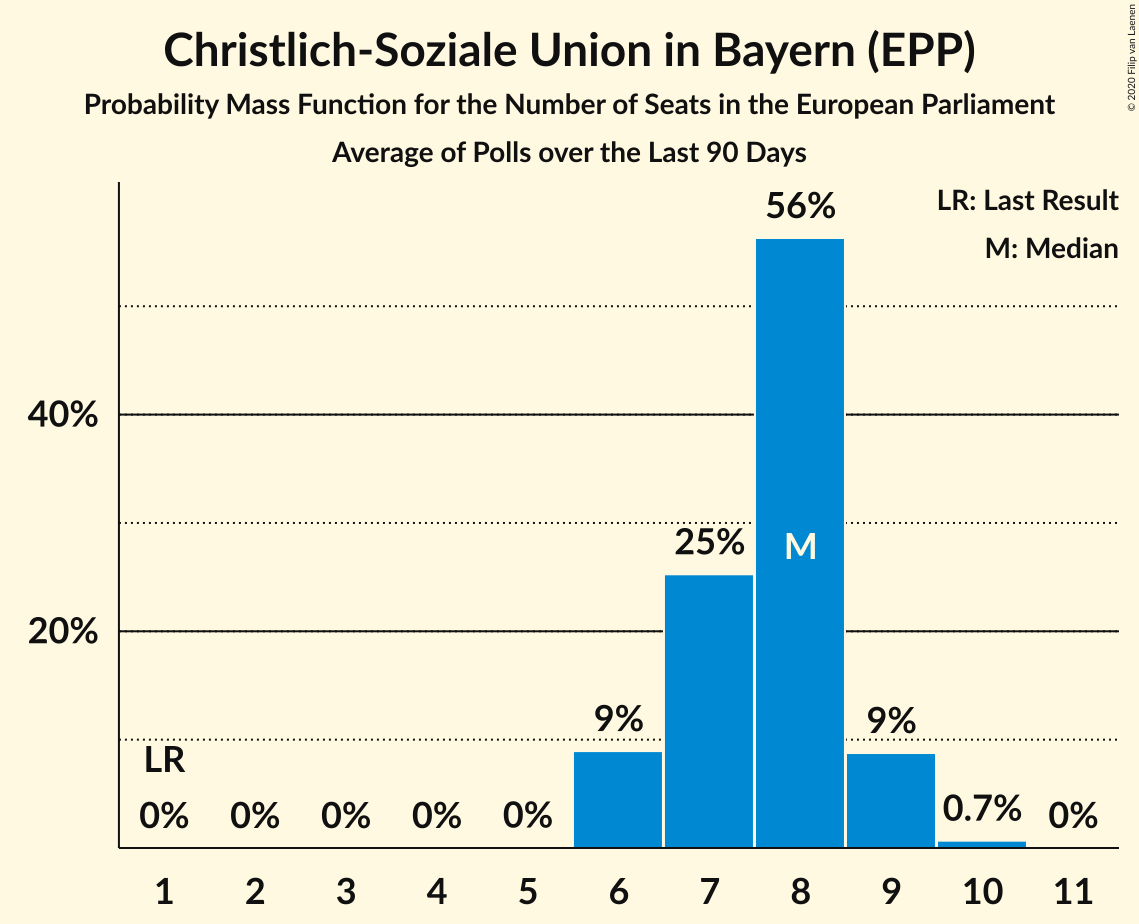 Christlich-Soziale Union in Bayern (EPP)
Probability Mass Function for the Number of Seats in the European Parliament
Average of Polls over the Last 90 Days
© 2020 Filip van Laenen
LR: Last Result
M: Median
56%
40%
25%
M
20%
9%
9%
LR
0%
0%
0%
0%
0%
0.7%
0%
1 2 3 4 5 6 7 8 9 10 11